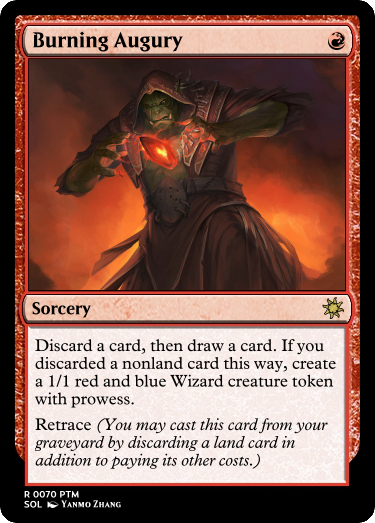 Burning Augury
Sorcery
Discard a card, then draw a card. If you
discarded a nonland card this way, create
a 1/1 red and blue Wizard creature token
with prowess.
Retrace (You may cast this card from your
graveyard by discarding a land card in
addition to paying its other costs.)
R 0070 PTM
SOL Yanmo Zhang